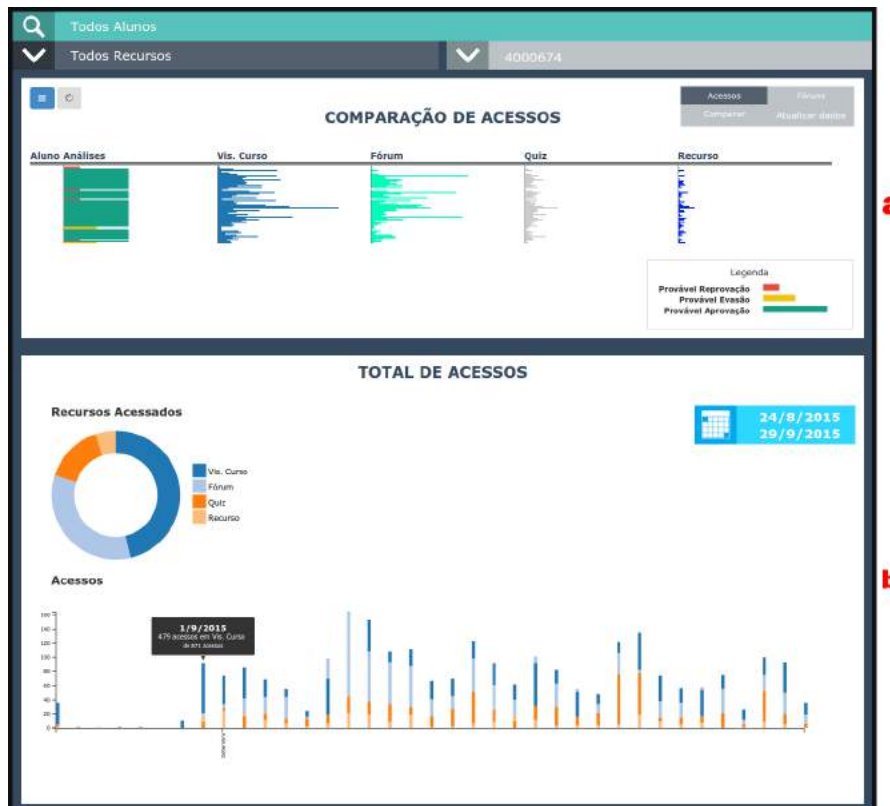 Todos Alunos
Todos Recursos
4000674
COMPARAÇÃO DE ACESSOS
Acessos Fóruns
Comparar Atualizar dados
Aluno Análises Vis. Curso Fórum Quiz Recurso
a
Legenda
Provável Reprovação
Provável Evasão
Provável Aprovação
TOTAL DE ACESSOS
Recursos Acessados
24/8/2015
29/9/2015
Vis. Curso
Fórum
Quiz
Recurso
b
Acessos
1/9/2015
479 acessos em Vis. Curso
de 871 acessos
160
140
120
100
80
60
40
20
0